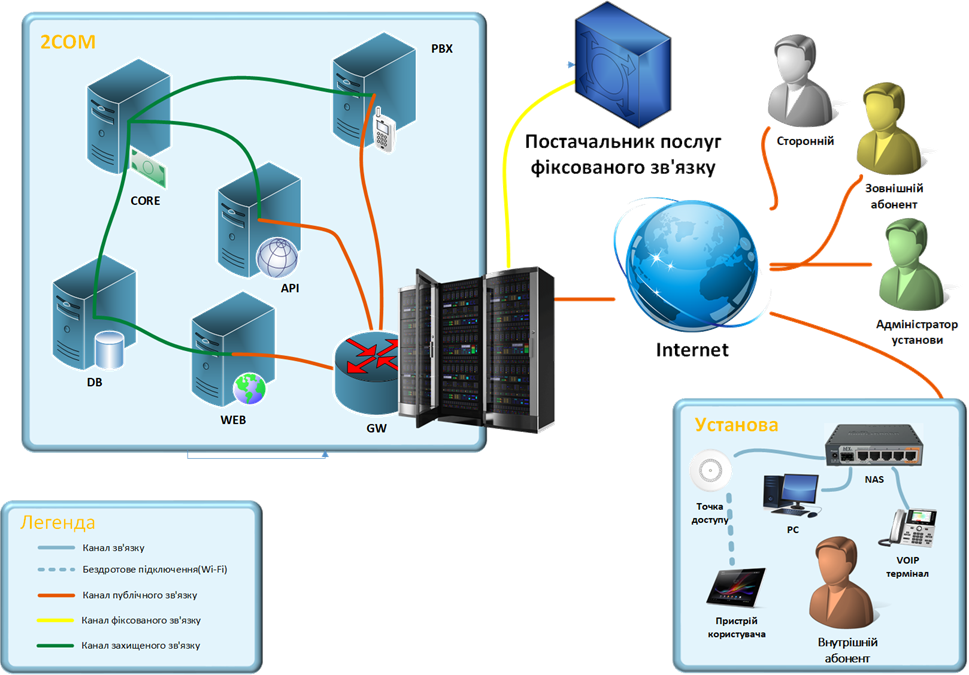 2COM
PBX
CORE
API
DB
WEB
GW
Постачальник послуг
фіксованого зв'язку
Сторонній
Зовнішній
абонент
Адміністратор
установи
Internet
Установа
NAS
Точка
доступу
PC
VOIP
термінал
Пристрій
користувача
Внутрішній
абонент
Легенда
Канал зв'язку
Бездротове підключення(Wi-Fi)
Канал публічного зв'язку
Канал фіксованого зв'язку
Канал захищеного зв'язку